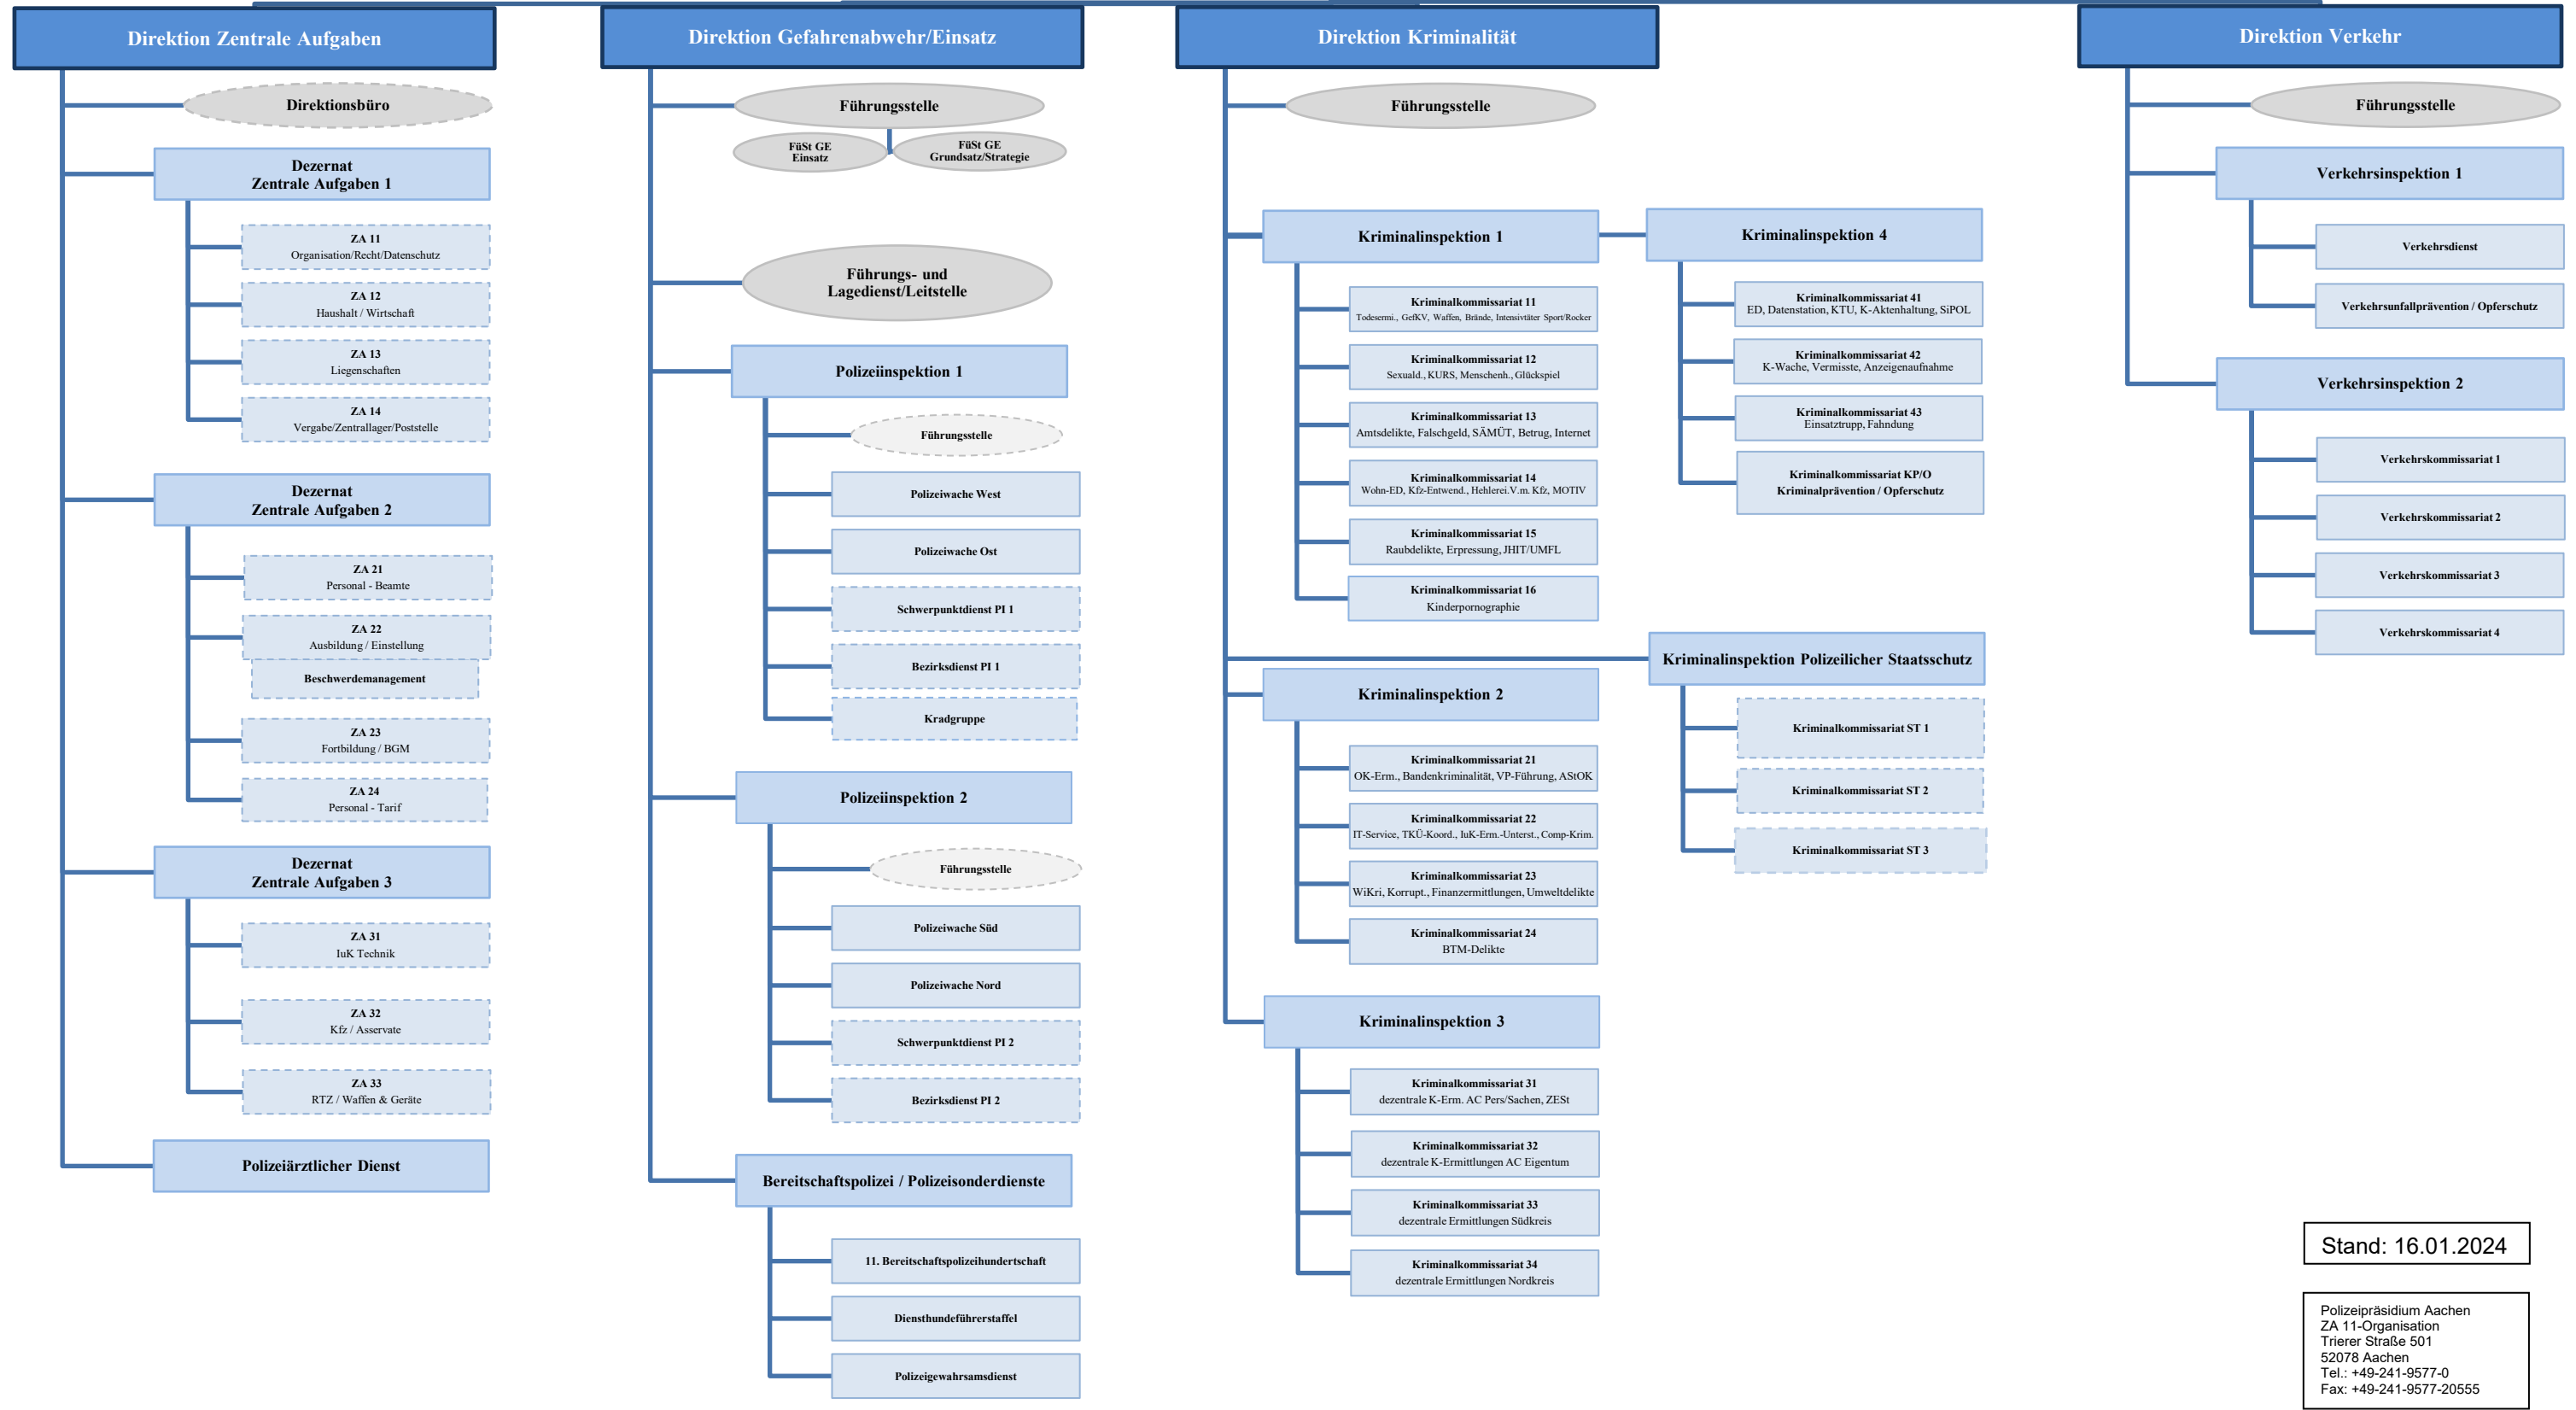 Direktion Zentrale Aufgaben
Direktionsbüro
Dezernat
Zentrale Aufgaben 1
ZA 11
Organisation/Recht/Datenschutz
ZA 12
Haushalt / Wirtschaft
ZA 13
Liegenschaften
ZA 14
Vergabe/Zentrallager/Poststelle
Dezernat
Zentrale Aufgaben 2
ZA 21
Personal - Beamte
ZA 22
Ausbildung / Einstellung
Beschwerdemanagement
ZA 23
Fortbildung / BGM
ZA 24
Personal - Tarif
Dezernat
Zentrale Aufgaben 3
ZA 31
IuK Technik
ZA 32
Kfz / Asservate
ZA 33
RTZ / Waffen & Geräte
Polizeiärztlicher Dienst
Direktion Gefahrenabwehr/Einsatz
Führungsstelle
FüSt GE
Einsatz
FüSt GE
Grundsatz/Strategie
Führungs- und
Lagedienst/Leitstelle
Polizeiinspektion 1
Führungsstelle
Polizeiwache West
Polizeiwache Ost
Schwerpunktdienst PI 1
Bezirksdienst PI 1
Kradgruppe
Polizeiinspektion 2
Führungsstelle
Polizeiwache Süd
Polizeiwache Nord
Schwerpunktdienst PI 2
Bezirksdienst PI 2
Bereitschaftspolizei / Polizeisonderdienste
11. Bereitschaftspolizeihundertschaft
Diensthundeführerstaffel
Polizeigewahrsamsdienst
Direktion Kriminalität
Führungsstelle
Kriminalinspektion 1
Kriminalkommissariat 11
Todesermi., GefKV, Waffen, Brände, Intensivtäter Sport/Rocker
Kriminalkommissariat 12
Sexuald., KURS, Menschenh., Glückspiel
Kriminalkommissariat 13
Amtsdelikte, Falschgeld, SÄMÜT, Betrug, Internet
Kriminalkommissariat 14
Wohn-ED, Kfz-Entwend., Hehlerei.V.m. Kfz, MOTIV
Kriminalkommissariat 15
Raubdelikte, Erpressung, JHIT/UMFL
Kriminalkommissariat 16
Kinderpornographie
Kriminalinspektion 4
Kriminalkommissariat 41
ED, Datenstation, KTU, K-Aktenhaltung, SiPOL
Kriminalkommissariat 42
K-Wache, Vermisste, Anzeigenaufnahme
Kriminalkommissariat 43
Einsatztrupp, Fahndung
Kriminalkommissariat KP/O
Kriminalprävention / Opferschutz
Kriminalinspektion Polizeilicher Staatsschutz
Kriminalkommissariat ST 1
Kriminalkommissariat ST 2
Kriminalkommissariat ST 3
Kriminalinspektion 2
Kriminalkommissariat 21
OK-Erm., Bandenkriminalität, VP-Führung, AStOK
Kriminalkommissariat 22
IT-Service, TKÜ-Koord., IuK-Erm.-Unterst., Comp-Krim.
Kriminalkommissariat 23
WiKri, Korrupt., Finanzermittlungen, Umweltdelikte
Kriminalkommissariat 24
BTM-Delikte
Kriminalinspektion 3
Kriminalkommissariat 31
dezentrale K-Erm. AC Pers/Sachen, ZESt
Kriminalkommissariat 32
dezentrale K-Ermittlungen AC Eigentum
Kriminalkommissariat 33
dezentrale Ermittlungen Südkreis
Kriminalkommissariat 34
dezentrale Ermittlungen Nordkreis
Direktion Verkehr
Führungsstelle
Verkehrsinspektion 1
Verkehrsdienst
Verkehrsunfallprävention / Opferschutz
Verkehrsinspektion 2
Verkehrskommissariat 1
Verkehrskommissariat 2
Verkehrskommissariat 3
Verkehrskommissariat 4
Stand: 16.01.2024
Polizeipräsidium Aachen
ZA 11-Organisation
Trierer Straße 501
52078 Aachen
Tel.: +49-241-9577-0
Fax: +49-241-9577-20555